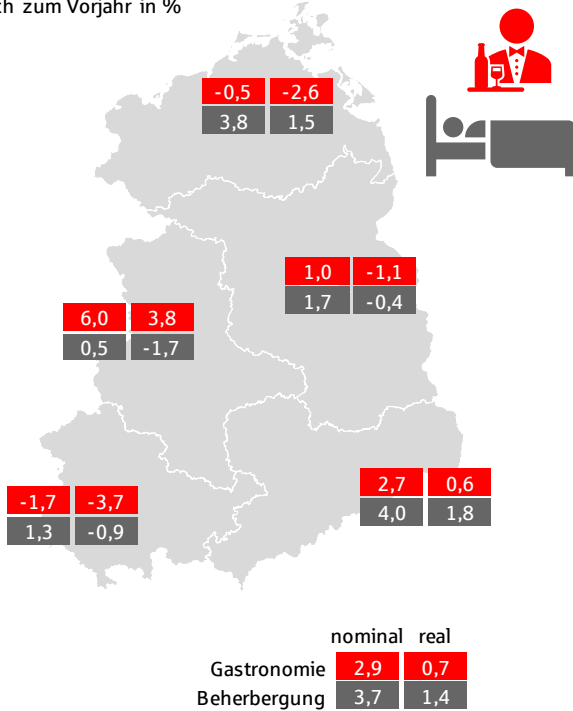 zum Vorjahr in %
-0,5 -2,6
3,8 1,5
1,0 -1,1
1,7 -0,4
6,0 3,8
0,5 -1,7
2,7 0,6
4,0 1,8
-1,7 -3,7
1,3 -0,9
nominal real
Gastronomie 2,9 0,7
Beherbergung 3,7 1,4